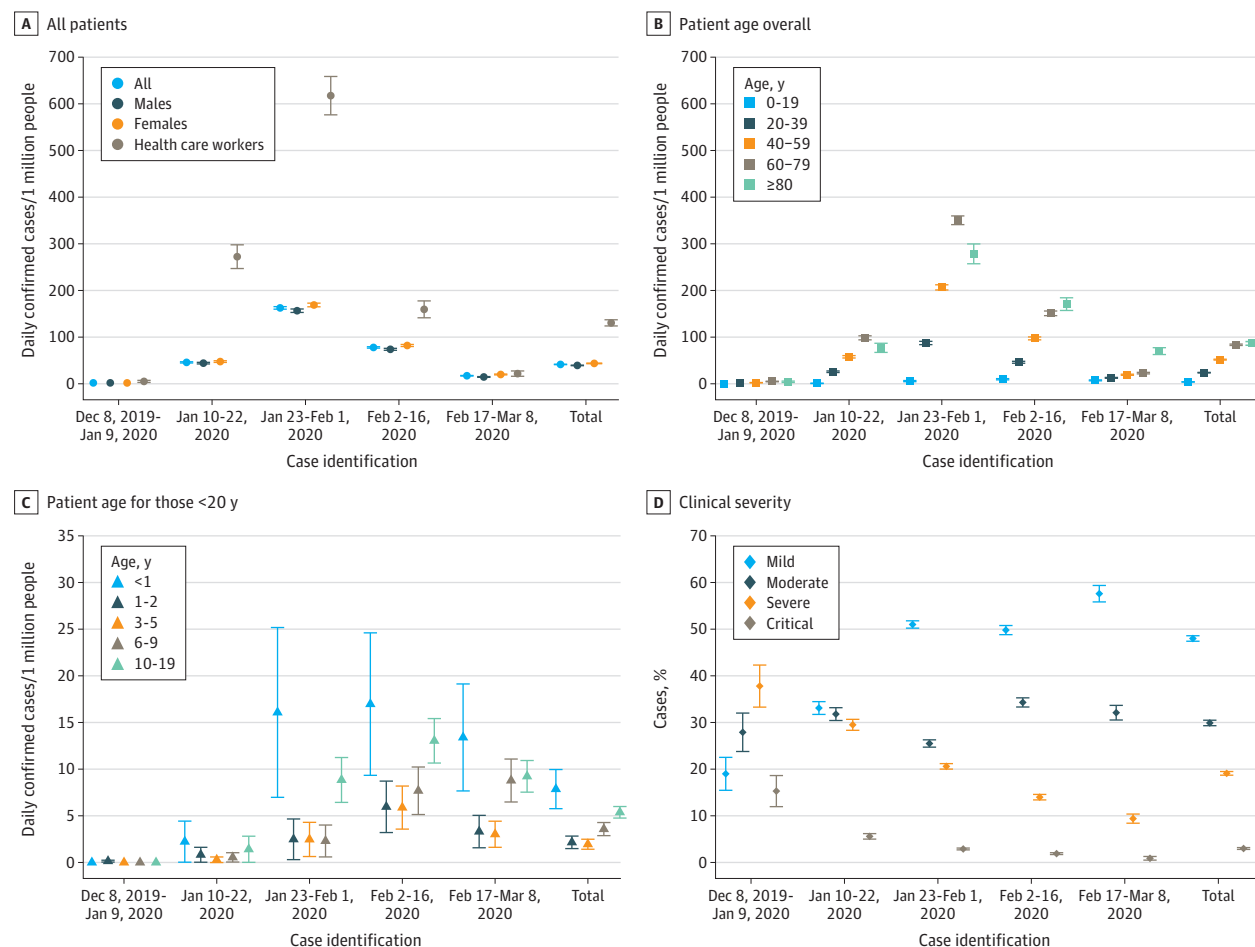 A All patients
Daily confirmed cases/1 million people
700
600
500
400
300
200
100
0
All
Males
Females
Health care workers
Dec 8, 2019-
Jan 9, 2020
Jan 10-22,
2020
Jan 23-Feb 1,
2020
Feb 2-16,
2020
Feb 17-Mar 8,
2020
Total
Case identification
B Patient age overall
Daily confirmed cases/1 million people
700
600
500
400
300
200
100
0
Age, y
0-19
20-39
40–59
60–79
≥80
Dec 8, 2019-
Jan 9, 2020
Jan 10-22,
2020
Jan 23-Feb 1,
2020
Feb 2-16,
2020
Feb 17-Mar 8,
2020
Total
Case identification
C Patient age for those <20 y
Daily confirmed cases/1 million people
35
30
25
20
15
10
5
0
Age, y
<1
1-2
3-5
6-9
10-19
Dec 8, 2019-
Jan 9, 2020
Jan 10-22,
2020
Jan 23-Feb 1,
2020
Feb 2-16,
2020
Feb 17-Mar 8,
2020
Total
Case identification
D Clinical severity
Cases, %
70
60
50
40
30
20
10
0
Mild
Moderate
Severe
Critical
Dec 8, 2019-
Jan 9, 2020
Jan 10-22,
2020
Jan 23-Feb 1,
2020
Feb 2-16,
2020
Feb 17-Mar 8,
2020
Total
Case identification